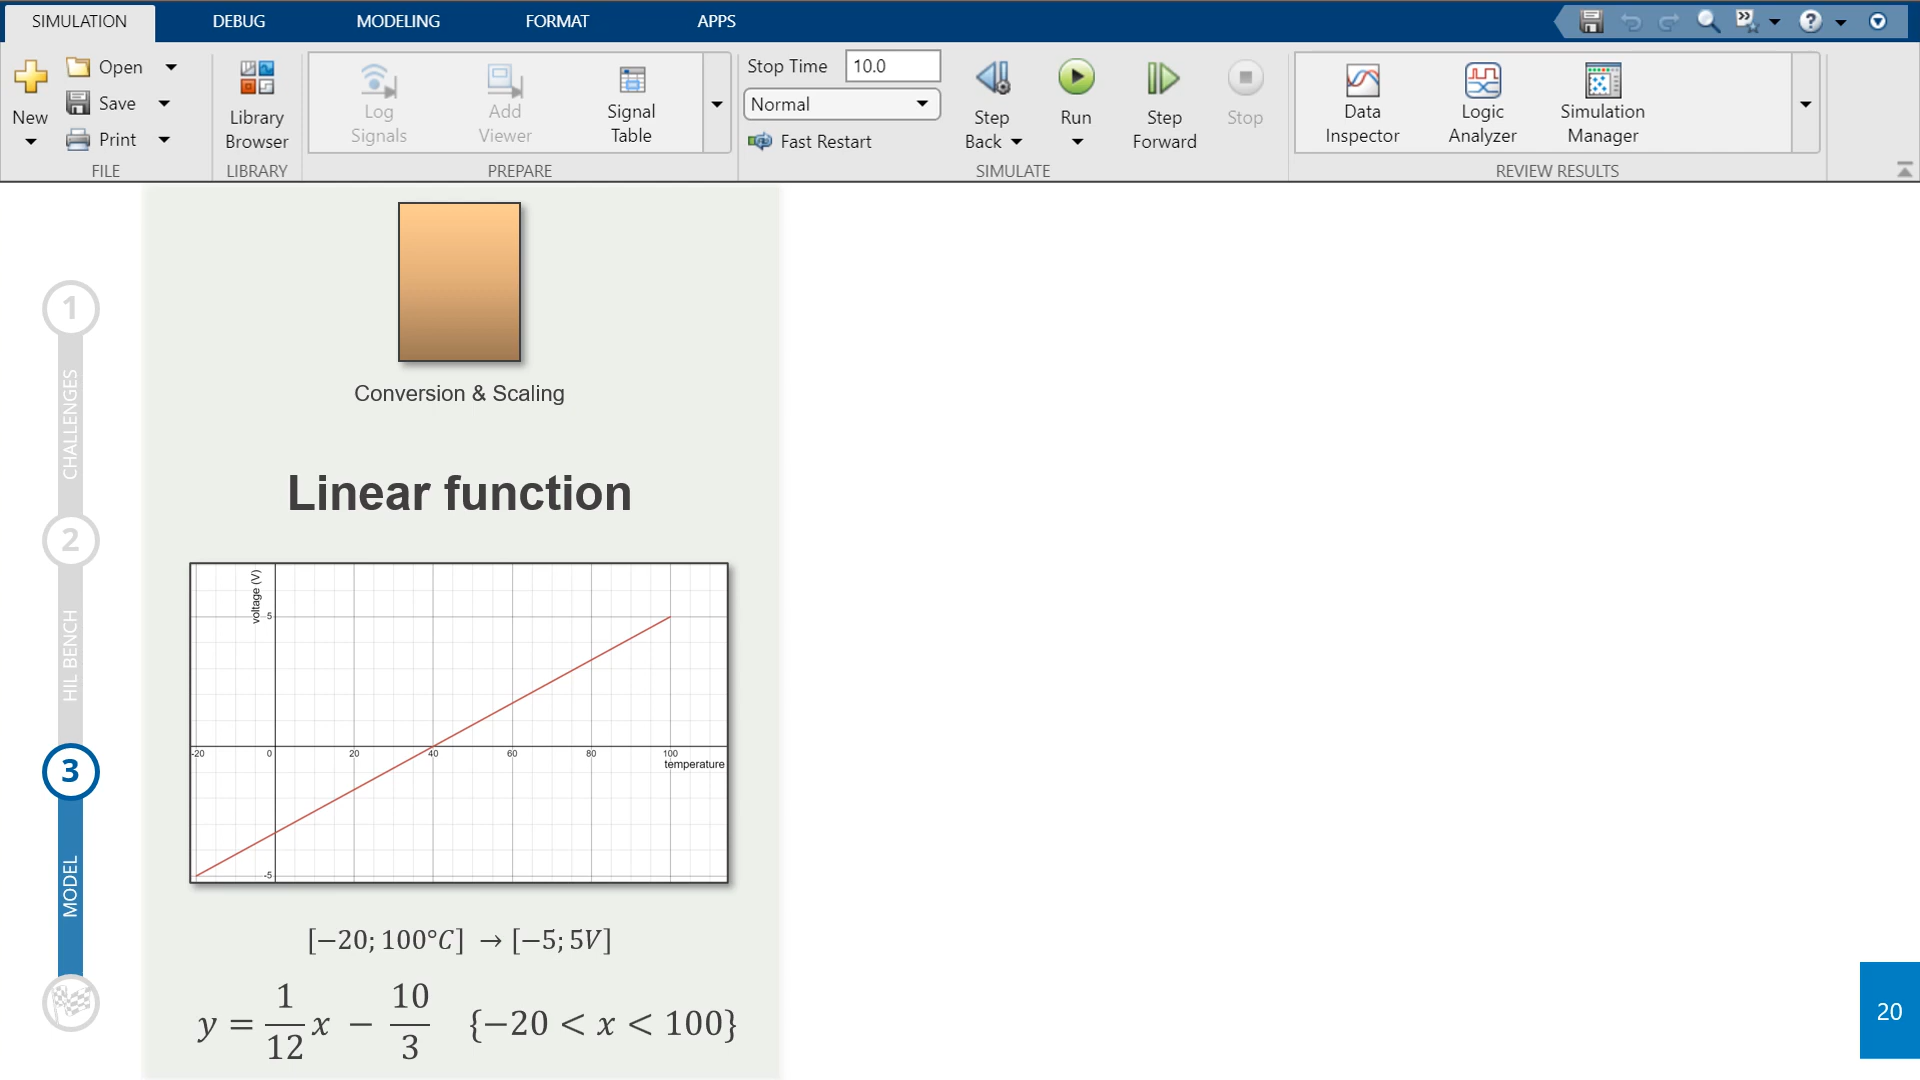 SIMULATION DEBUG MODELING FORMAT APPS
New
Open
Save
Print
FILE
Library
Browser
LIBRARY
Log
Signals
Add
Viewer
Signal
Table
PREPARE
Stop Time 10.0
Normal
Fast Restart
Step
Back
Run
Step
Forward
Stop
SIMULATE
Data
Inspector
Logic
Analyzer
Simulation
Manager
REVIEW RESULTS
1
CHALLENGES
2
HIL BENCH
3
MODEL
Conversion & Scaling
Linear function
voltage (V)
5
-20 0 20 40 60 80 100
temperature
-5
[−20; 100°C] → [−5; 5V]
y = 1/12 x − 10/3 {−20 < x < 100}
20